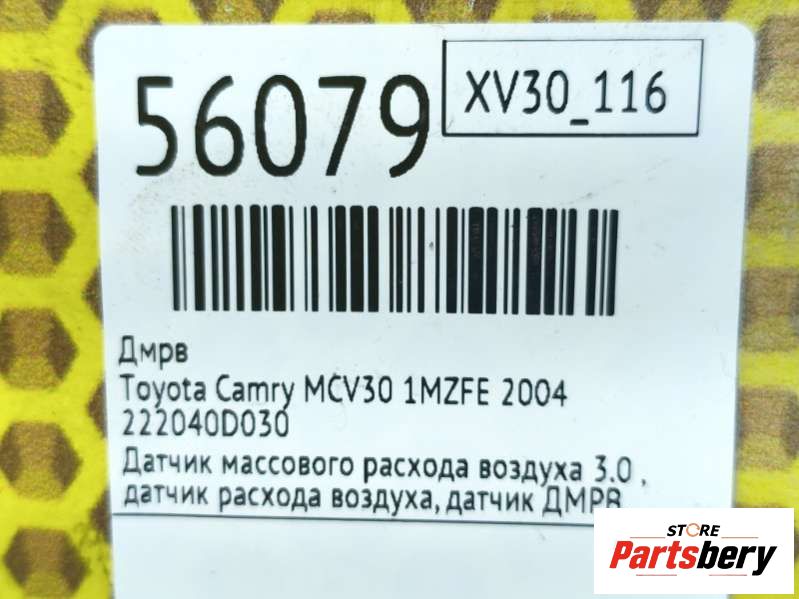 56079
XV30_116
Дмрв
Toyota Camry MCV30 1MZFE 2004
222040D030
Датчик массового расхода воздуха 3.0 ,
датчик расхода воздуха, датчик ДМРВ
STORE
Partsbery